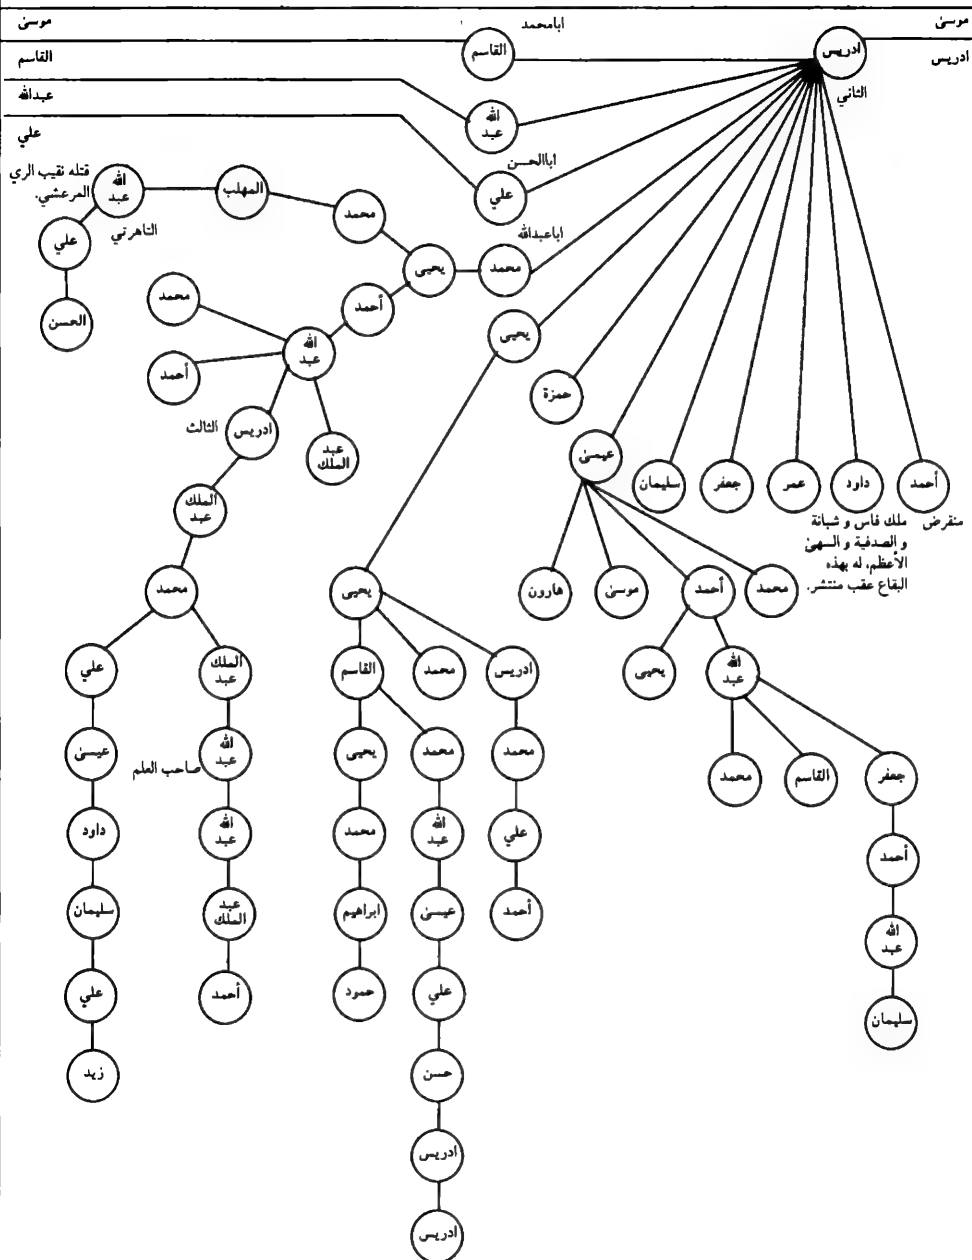 موسىٰ
موسىٰ
ابامحمد
ادريس
القاسم
ادريس
القاسم
الثاني
عبدالله
الله
عبد
علي
اباالحسن
علي
قتله نقيب الري
المرعشي.
الله
عبد
المهلب
محمد
التاهرتي
علي
الحسن
اباعبدالله
محمد
يحيى
أحمد
محمد
الله
عبد
أحمد
يحيى
حمزة
ادريس
الثالث
عبد
الملك
عيسىٰ
سليمان
جعفر
عمر
داود
أحمد
منقرض
ملك فاس و شبانة
و الصدفية و السهىٰ
الأعظم، له بهذه
البقاع عقب منتشر.
الملك
عبد
محمد
يحيى
هارون
موسىٰ
أحمد
محمد
علي
الملك
عبد
القاسم
محمد
ادريس
يحيى
الله
عبد
عيسىٰ
الله
عبد
صاحب العلم
يحيى
محمد
محمد
محمد
القاسم
جعفر
داود
الله
عبد
محمد
الله
عبد
علي
أحمد
سليمان
عبد
الملك
ابراهيم
عيسىٰ
أحمد
الله
عبد
علي
أحمد
حمود
علي
سليمان
زيد
حسن
ادريس
ادريس